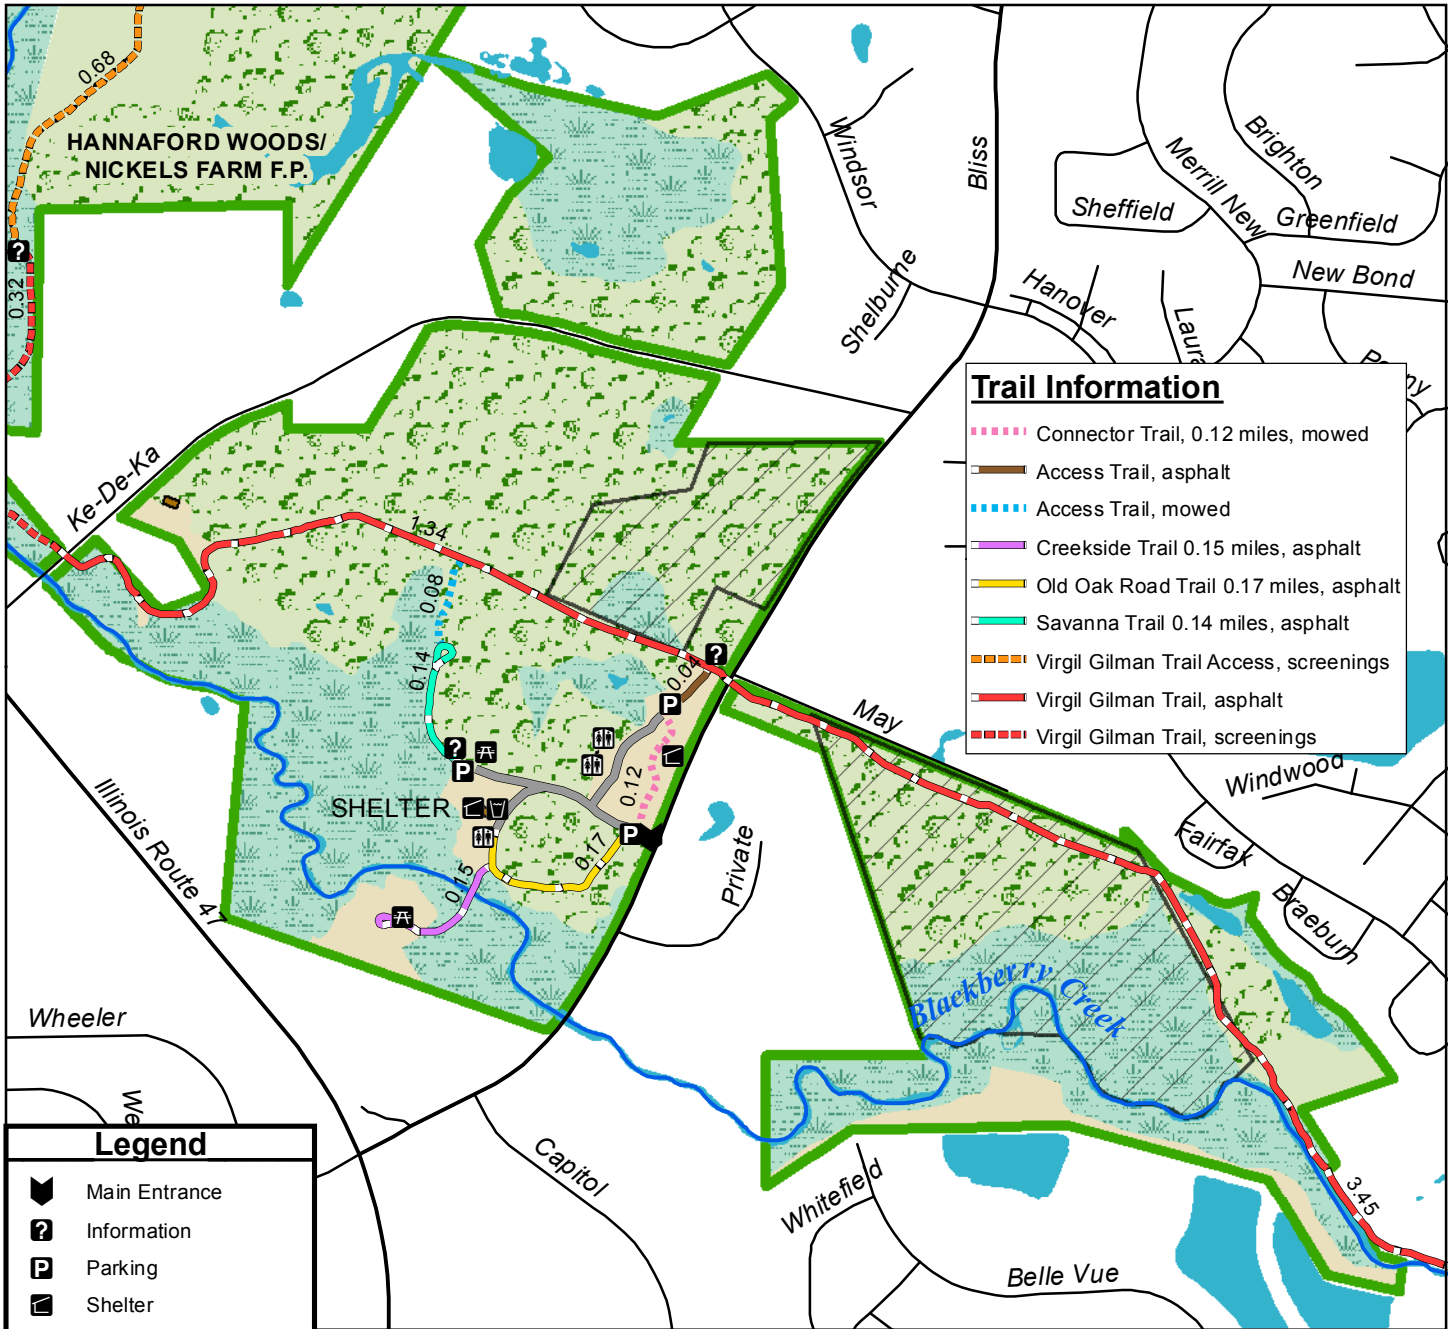 0.68
HANNAFORD WOODS/
NICKELS FARM F.P.
?
0.32
Windsor
Bliss
Shelburne
Sheffield
Merrill New
Brighton
Greenfield
New Bond
Hanover
Laura
Ke-De-Ka
Trail Information
Connector Trail, 0.12 miles, mowed
Access Trail, asphalt
Access Trail, mowed
Creekside Trail 0.15 miles, asphalt
Old Oak Road Trail 0.17 miles, asphalt
Savanna Trail 0.14 miles, asphalt
Virgil Gilman Trail Access, screenings
Virgil Gilman Trail, asphalt
Virgil Gilman Trail, screenings
1.34
0.08
0.14
0.04
?
P
?
P
0.12
SHELTER
P
0.17
0.15
May
Private
Windwood
Fairfax
Braeburn
Illinois Route 47
Blackberry Creek
Wheeler
We
Capitol
Whitefield
Belle Vue
3.45
Legend
Main Entrance
? Information
P Parking
Shelter